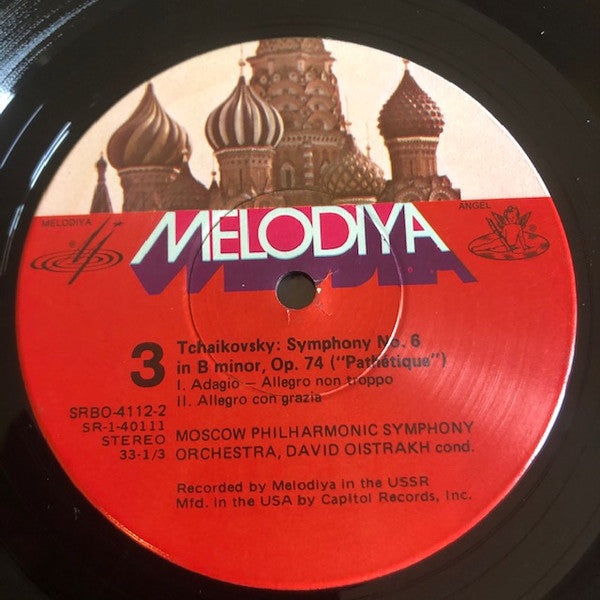 MELODIYA
ANGEL
MELODIYA
3
Tchaikovsky: Symphony No. 6
in B minor, Op. 74 ("Pathétique")
I. Adagio — Allegro non troppo
II. Allegro con grazia
SRBO-4112-2
SR-1-40111
STEREO
33-1/3
MOSCOW PHILHARMONIC SYMPHONY
ORCHESTRA, DAVID OISTRAKH cond.
Recorded by Melodiya in the USSR
Mfd. in the USA by Capitol Records, Inc.